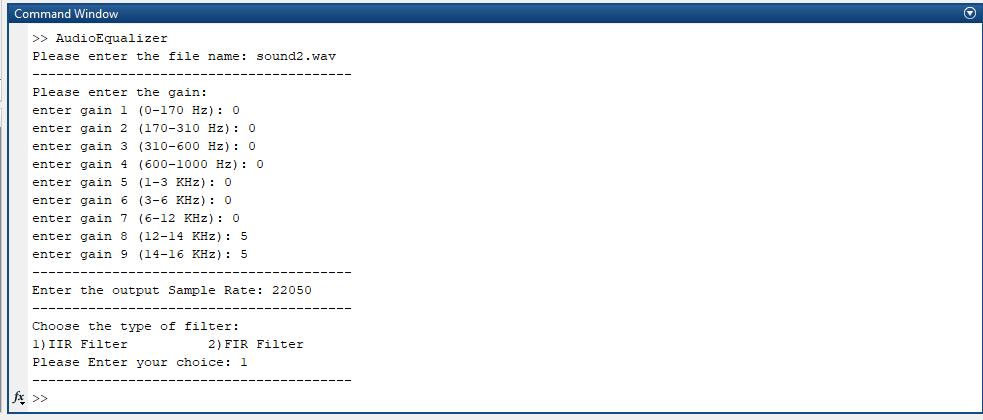 Command Window
>> AudioEqualizer
Please enter the file name: sound2.wav
----------------------------------------
Please enter the gain:
enter gain 1 (0-170 Hz): 0
enter gain 2 (170-310 Hz): 0
enter gain 3 (310-600 Hz): 0
enter gain 4 (600-1000 Hz): 0
enter gain 5 (1-3 KHz): 0
enter gain 6 (3-6 KHz): 0
enter gain 7 (6-12 KHz): 0
enter gain 8 (12-14 KHz): 5
enter gain 9 (14-16 KHz): 5
----------------------------------------
Enter the output Sample Rate: 22050
----------------------------------------
Choose the type of filter:
1)IIR Filter          2)FIR Filter
Please Enter your choice: 1
----------------------------------------
fx >>